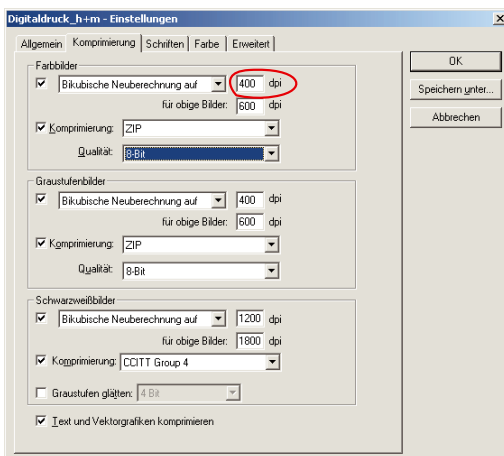 Digitaldruck_h+m - Einstellungen
Allgemein Komprimierung Schriften Farbe Erweitert
OK
Speichern unter...
Abbrechen
Farbbilder
Bikubische Neuberechnung auf 400 dpi
für obige Bilder: 600 dpi
Komprimierung: ZIP
Qualität: 8-Bit
Graustufenbilder
Bikubische Neuberechnung auf 400 dpi
für obige Bilder: 600 dpi
Komprimierung: ZIP
Qualität: 8-Bit
Schwarzweißbilder
Bikubische Neuberechnung auf 1200 dpi
für obige Bilder: 1800 dpi
Komprimierung: CCITT Group 4
Graustufen glätten: 4 Bit
Text und Vektorgrafiken komprimieren